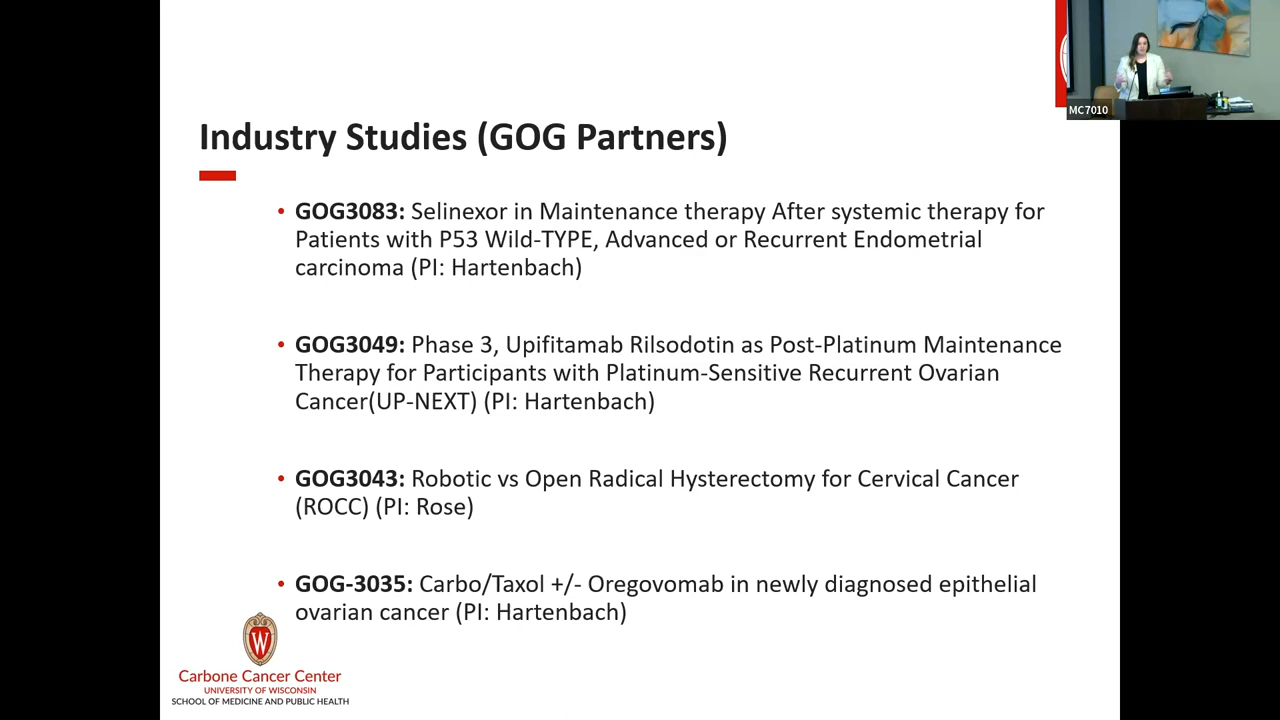 MC7010
Industry Studies (GOG Partners)
• GOG3083: Selinexor in Maintenance therapy After systemic therapy for
Patients with P53 Wild-TYPE, Advanced or Recurrent Endometrial
carcinoma (PI: Hartenbach)
• GOG3049: Phase 3, Upifitamab Rilsodotin as Post-Platinum Maintenance
Therapy for Participants with Platinum-Sensitive Recurrent Ovarian
Cancer(UP-NEXT) (PI: Hartenbach)
• GOG3043: Robotic vs Open Radical Hysterectomy for Cervical Cancer
(ROCC) (PI: Rose)
• GOG-3035: Carbo/Taxol +/- Oregovomab in newly diagnosed epithelial
ovarian cancer (PI: Hartenbach)
W
Carbone Cancer Center
UNIVERSITY OF WISCONSIN
SCHOOL OF MEDICINE AND PUBLIC HEALTH